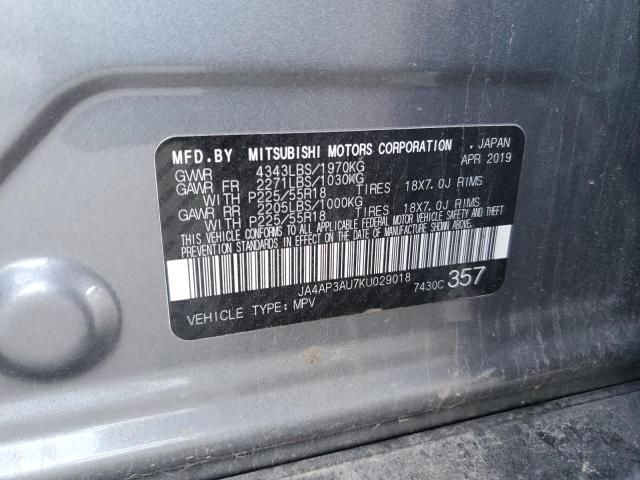 MFD.BY MITSUBISHI MOTORS CORPORATION , JAPAN
GVWR 4343LBS/1970KG APR 2019
GAWR FR 2271LBS/1030KG
WITH P225/55R18 TIRES 18X7.0J RIMS
GAWR RR 2205LBS/1000KG
WITH P225/55R18 TIRES 18X7.0J RIMS
THIS VEHICLE CONFORMS TO ALL APPLICABLE FEDERAL MOTOR VEHICLE SAFETY AND THEFT
PREVENTION STANDARDS IN EFFECT ON THE DATE OF MANUFACTURE SHOWN ABOVE.
JA4AP3AU7KU029018 7430C 357
VEHICLE TYPE: MPV